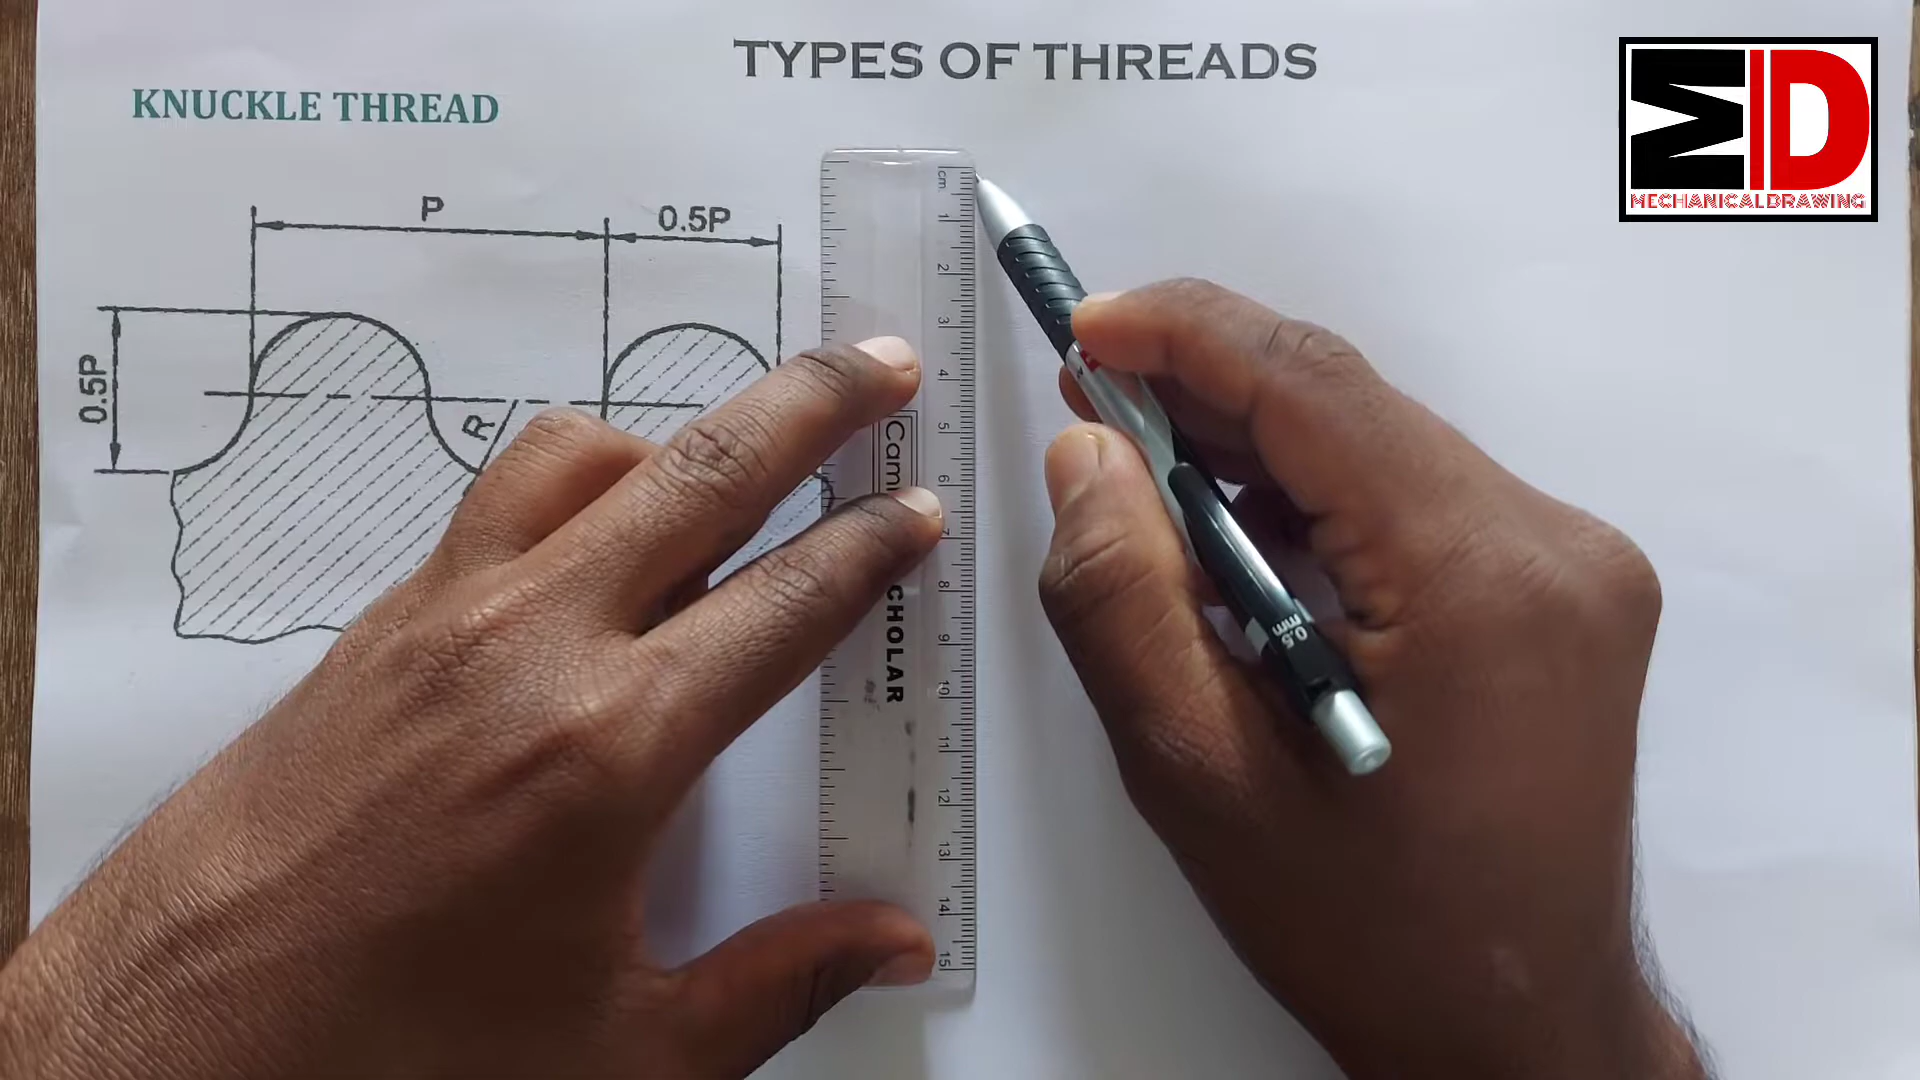 TYPES OF THREADS
KNUCKLE THREAD
MD
MECHANICALDRAWING
P
0.5P
0.5P
R
cm
1
2
3
4
5
6
7
8
9
10
11
12
13
14
15
CHOLAR
0.5
mm